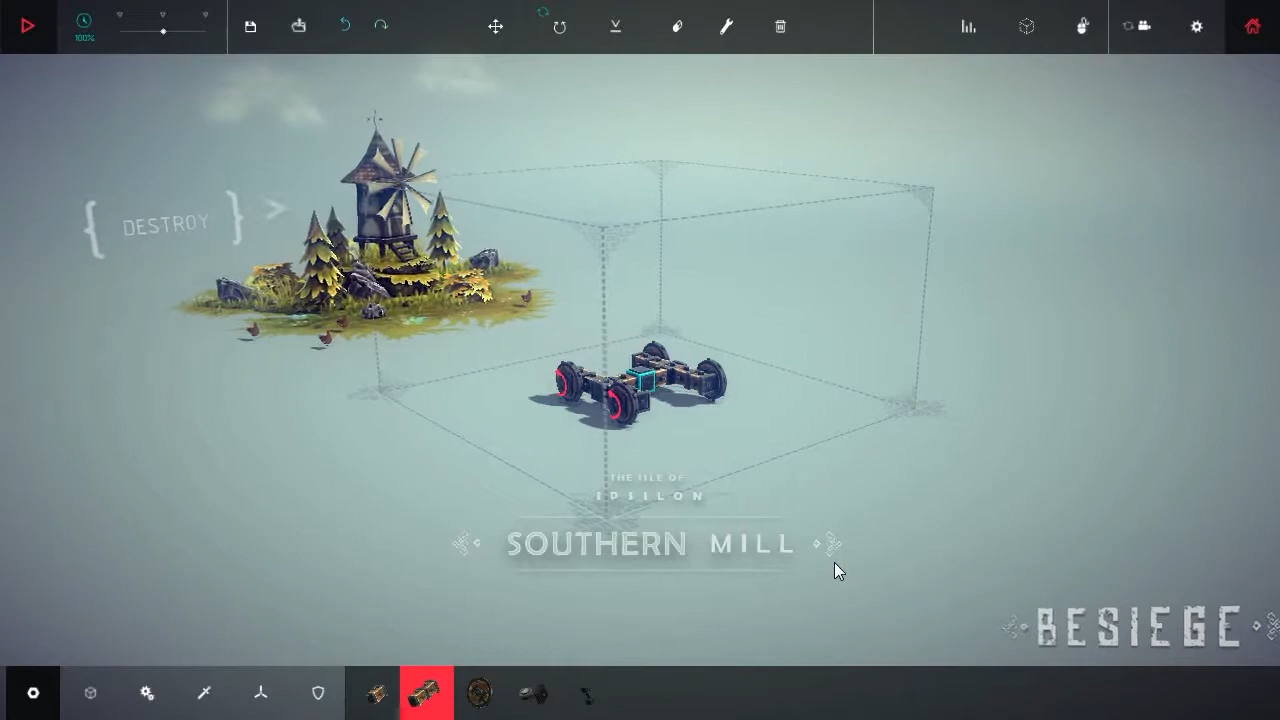 100%
{ DESTROY } >
THE ISLE OF
IPSILON
SOUTHERN MILL
BESIEGE